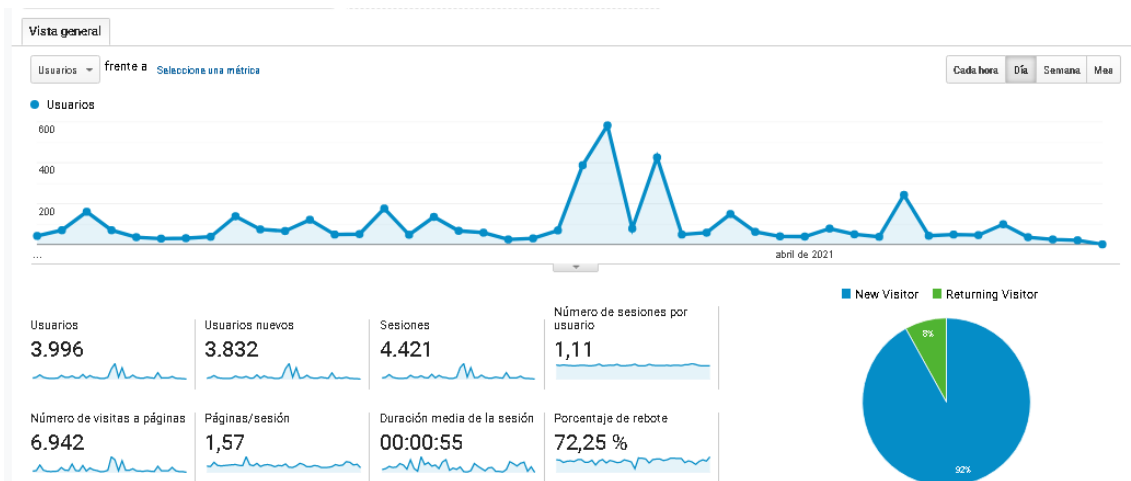 Vista general
Usuarios frente a Seleccione una métrica
Cada hora Día Semana Mes
Usuarios
600
400
200
...
abril de 2021
New Visitor Returning Visitor
Usuarios
3.996
Usuarios nuevos
3.832
Sesiones
4.421
Número de sesiones por
usuario
1,11
Número de visitas a páginas
6.942
Páginas/sesión
1,57
Duración media de la sesión
00:00:55
Porcentaje de rebote
72,25 %
8%
92%